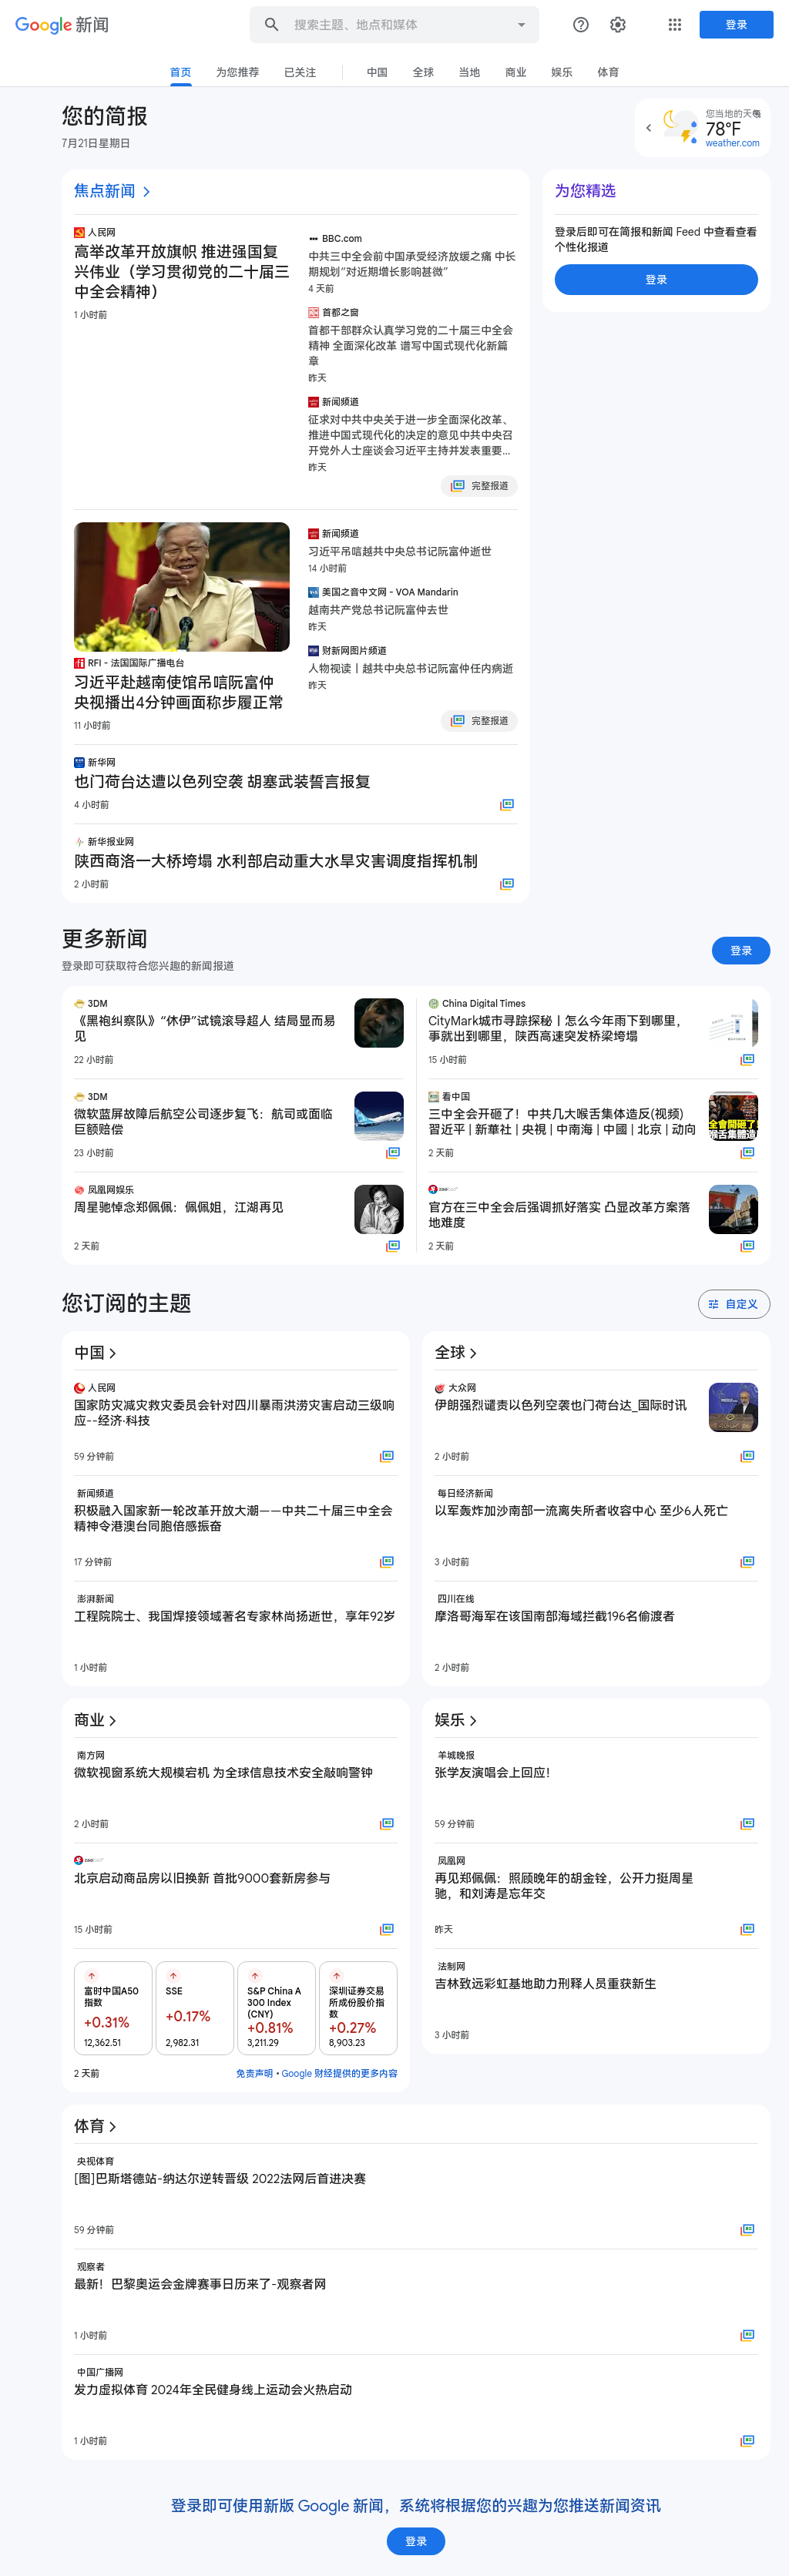 Google 新闻
搜索主题、地点和媒体
登录
首页
为您推荐
已关注
中国
全球
当地
商业
娱乐
体育
您的简报
7月21日星期日
您当地的天气
78°F
weather.com
焦点新闻
人民网
高举改革开放旗帜 推进强国复
兴伟业（学习贯彻党的二十届三
中全会精神）
1 小时前
BBC.com
中共三中全会前中国承受经济放缓之痛 中长
期规划“对近期增长影响甚微”
4 天前
首都之窗
首都干部群众认真学习党的二十届三中全会
精神 全面深化改革 谱写中国式现代化新篇
章
昨天
新闻频道
征求对中共中央关于进一步全面深化改革、
推进中国式现代化的决定的意见中共中央召
开党外人士座谈会习近平主持并发表重要...
昨天
完整报道
为您精选
登录后即可在简报和新闻 Feed 中查看查看
个性化报道
登录
RFI - 法国国际广播电台
习近平赴越南使馆吊唁阮富仲
央视播出4分钟画面称步履正常
11 小时前
新闻频道
习近平吊唁越共中央总书记阮富仲逝世
14 小时前
美国之音中文网 - VOA Mandarin
越南共产党总书记阮富仲去世
昨天
财新网图片频道
人物视读丨越共中央总书记阮富仲任内病逝
昨天
完整报道
新华网
也门荷台达遭以色列空袭 胡塞武装誓言报复
4 小时前
新华报业网
陕西商洛一大桥垮塌 水利部启动重大水旱灾害调度指挥机制
2 小时前
更多新闻
登录即可获取符合您兴趣的新闻报道
登录
3DM
《黑袍纠察队》“休伊”试镜滚导超人 结局显而易
见
22 小时前
3DM
微软蓝屏故障后航空公司逐步复飞：航司或面临
巨额赔偿
23 小时前
凤凰网娱乐
周星驰悼念郑佩佩：佩佩姐，江湖再见
2 天前
China Digital Times
CityMark城市寻踪探秘丨怎么今年雨下到哪里，
事就出到哪里，陕西高速突发桥梁垮塌
15 小时前
看中国
三中全会开砸了！中共几大喉舌集体造反(视频)
習近平 | 新華社 | 央視 | 中南海 | 中國 | 北京 | 动向
2 天前
全會開砸了
喉舌集體造
官方在三中全会后强调抓好落实 凸显改革方案落
地难度
2 天前
您订阅的主题
自定义
中国
人民网
国家防灾减灾救灾委员会针对四川暴雨洪涝灾害启动三级响
应--经济·科技
59 分钟前
新闻频道
积极融入国家新一轮改革开放大潮——中共二十届三中全会
精神令港澳台同胞倍感振奋
17 分钟前
澎湃新闻
工程院院士、我国焊接领域著名专家林尚扬逝世，享年92岁
1 小时前
全球
大众网
伊朗强烈谴责以色列空袭也门荷台达_国际时讯
2 小时前
每日经济新闻
以军轰炸加沙南部一流离失所者收容中心 至少6人死亡
3 小时前
四川在线
摩洛哥海军在该国南部海域拦截196名偷渡者
2 小时前
商业
南方网
微软视窗系统大规模宕机 为全球信息技术安全敲响警钟
2 小时前
北京启动商品房以旧换新 首批9000套新房参与
15 小时前
富时中国A50
指数
+0.31%
12,362.51
SSE
+0.17%
2,982.31
S&P China A
300 Index
(CNY)
+0.81%
3,211.29
深圳证券交易
所成份股价指
数
+0.27%
8,903.23
2 天前
免责声明 • Google 财经提供的更多内容
娱乐
羊城晚报
张学友演唱会上回应！
59 分钟前
凤凰网
再见郑佩佩：照顾晚年的胡金铨，公开力挺周星
驰，和刘涛是忘年交
昨天
法制网
吉林致远彩虹基地助力刑释人员重获新生
3 小时前
体育
央视体育
[图]巴斯塔德站-纳达尔逆转晋级 2022法网后首进决赛
59 分钟前
观察者
最新！巴黎奥运会金牌赛事日历来了-观察者网
1 小时前
中国广播网
发力虚拟体育 2024年全民健身线上运动会火热启动
1 小时前
登录即可使用新版 Google 新闻，系统将根据您的兴趣为您推送新闻资讯
登录